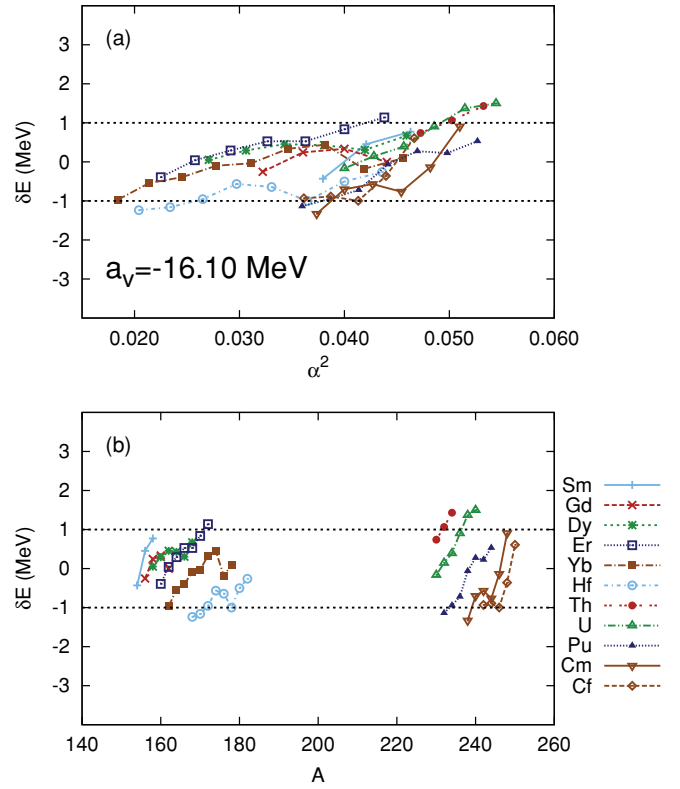 (a)
δE (MeV)
3
2
1
0
-1
-2
-3
a_v=-16.10 MeV
0.020 0.030 0.040 0.050 0.060
α²
(b)
δE (MeV)
3
2
1
0
-1
-2
-3
140 160 180 200 220 240 260
A
Sm
Gd
Dy
Er
Yb
Hf
Th
U
Pu
Cm
Cf